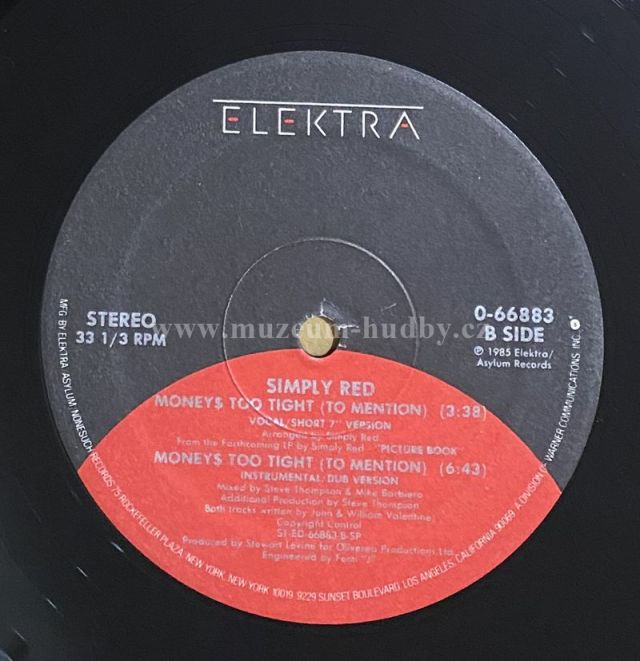 ELEKTRA
STEREO
33 1/3 RPM
0-66883
B SIDE
℗ 1985 Elektra/
Asylum Records
www.muzeum-hudby.cz
SIMPLY RED
MONEY$ TOO TIGHT (TO MENTION) (3:38)
VOCAL/SHORT 7" VERSION
Arranged by Simply Red
From the Forthcoming LP by Simply Red "PICTURE BOOK"
MONEY$ TOO TIGHT (TO MENTION) (6:43)
INSTRUMENTAL/DUB VERSION
Mixed by Steve Thompson & Mike Barbiero
Additional Production by Steve Thompson
Both tracks written by John & William Valentine
Copyright Control
ST-ED-66883-B-SP
Produced by Stewart Levine for Oliverea Productions Ltd.
Engineered by Femi "J"
MFG BY ELEKTRA/ASYLUM/NONESUCH RECORDS 75 ROCKEFELLER PLAZA, NEW YORK, NEW YORK 10019. 9229 SUNSET BOULEVARD LOS ANGELES, CALIFORNIA 90069 A DIVISION OF WARNER COMMUNICATIONS INC.